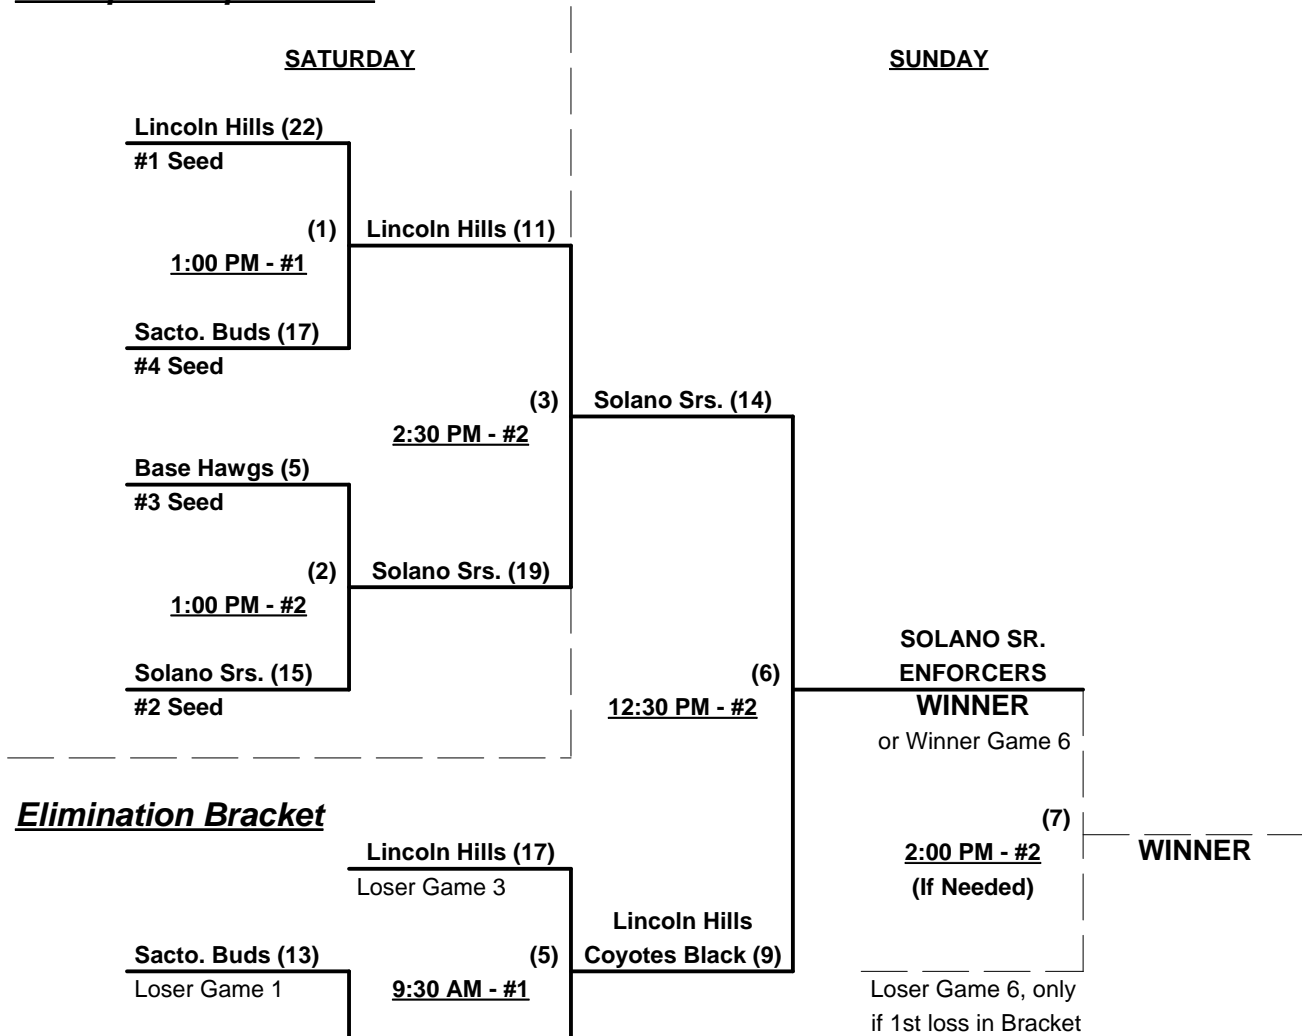 SATURDAY
SUNDAY
Lincoln Hills (22)
#1 Seed
(1)
Lincoln Hills (11)
1:00 PM - #1
Sacto. Buds (17)
#4 Seed
(3)
Solano Srs. (14)
2:30 PM - #2
Base Hawgs (5)
#3 Seed
(2)
Solano Srs. (19)
1:00 PM - #2
Solano Srs. (15)
#2 Seed
(6)
12:30 PM - #2
SOLANO SR.
ENFORCERS
WINNER
or Winner Game 6
Elimination Bracket
(7)
2:00 PM - #2
(If Needed)
WINNER
Lincoln Hills (17)
Loser Game 3
Lincoln Hills
Coyotes Black (9)
Sacto. Buds (13)
Loser Game 1
(5)
9:30 AM - #1
Loser Game 6, only
if 1st loss in Bracket